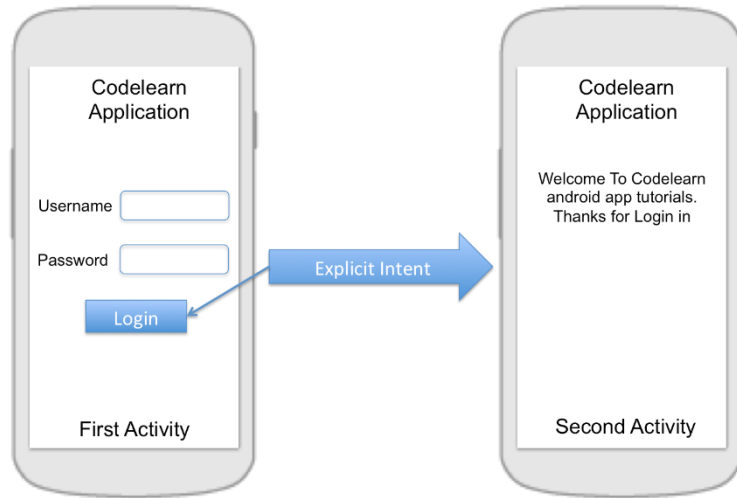 Codelearn
Application
Username
Password
Login
First Activity
Explicit Intent
Codelearn
Application
Welcome To Codelearn
android app tutorials.
Thanks for Login in
Second Activity